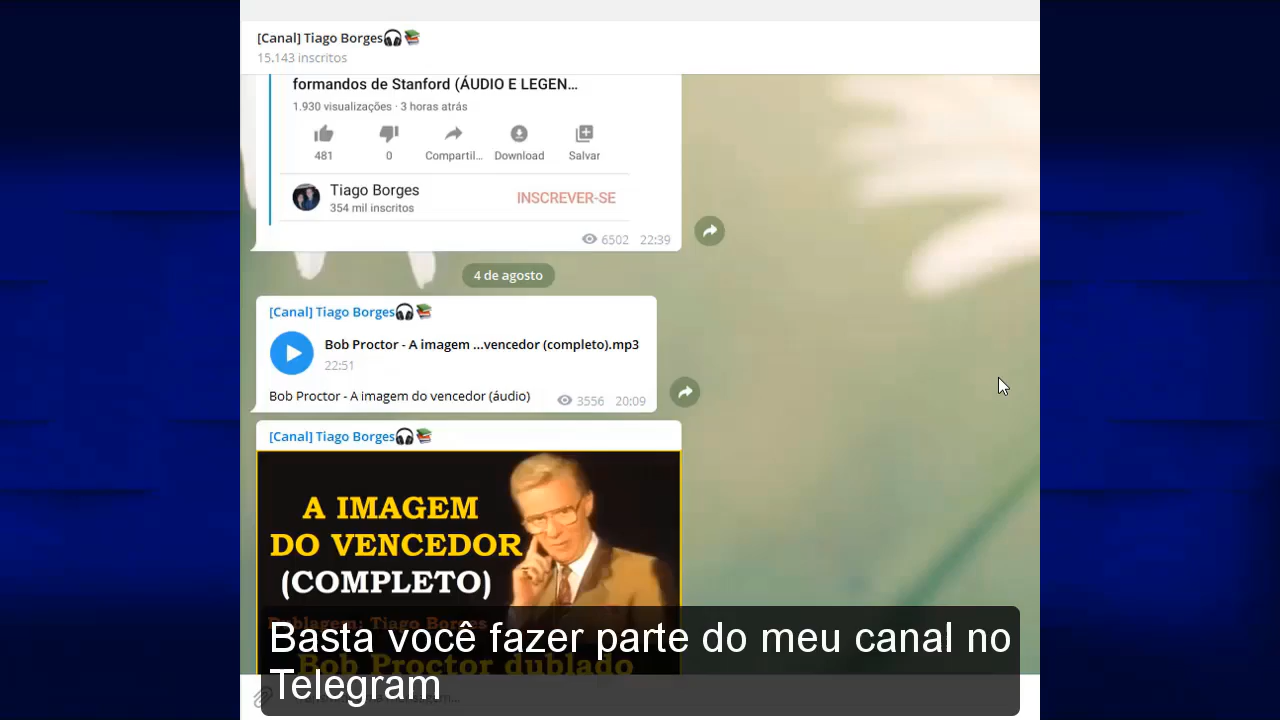 [Canal] Tiago Borges🎧📚
15.143 inscritos
formandos de Stanford (ÁUDIO E LEGEN...
1.930 visualizações · 3 horas atrás
481 0 Compartil... Download Salvar
Tiago Borges
INSCREVER-SE
354 mil inscritos
6502 22:39
4 de agosto
[Canal] Tiago Borges🎧📚
Bob Proctor - A imagem ...vencedor (completo).mp3
22:51
Bob Proctor - A imagem do vencedor (áudio)
3556 20:09
[Canal] Tiago Borges🎧📚
A IMAGEM
DO VENCEDOR
(COMPLETO)
Dublagem: Tiago Borges
Bob Proctor dublado
Basta você fazer parte do meu canal no
Telegram